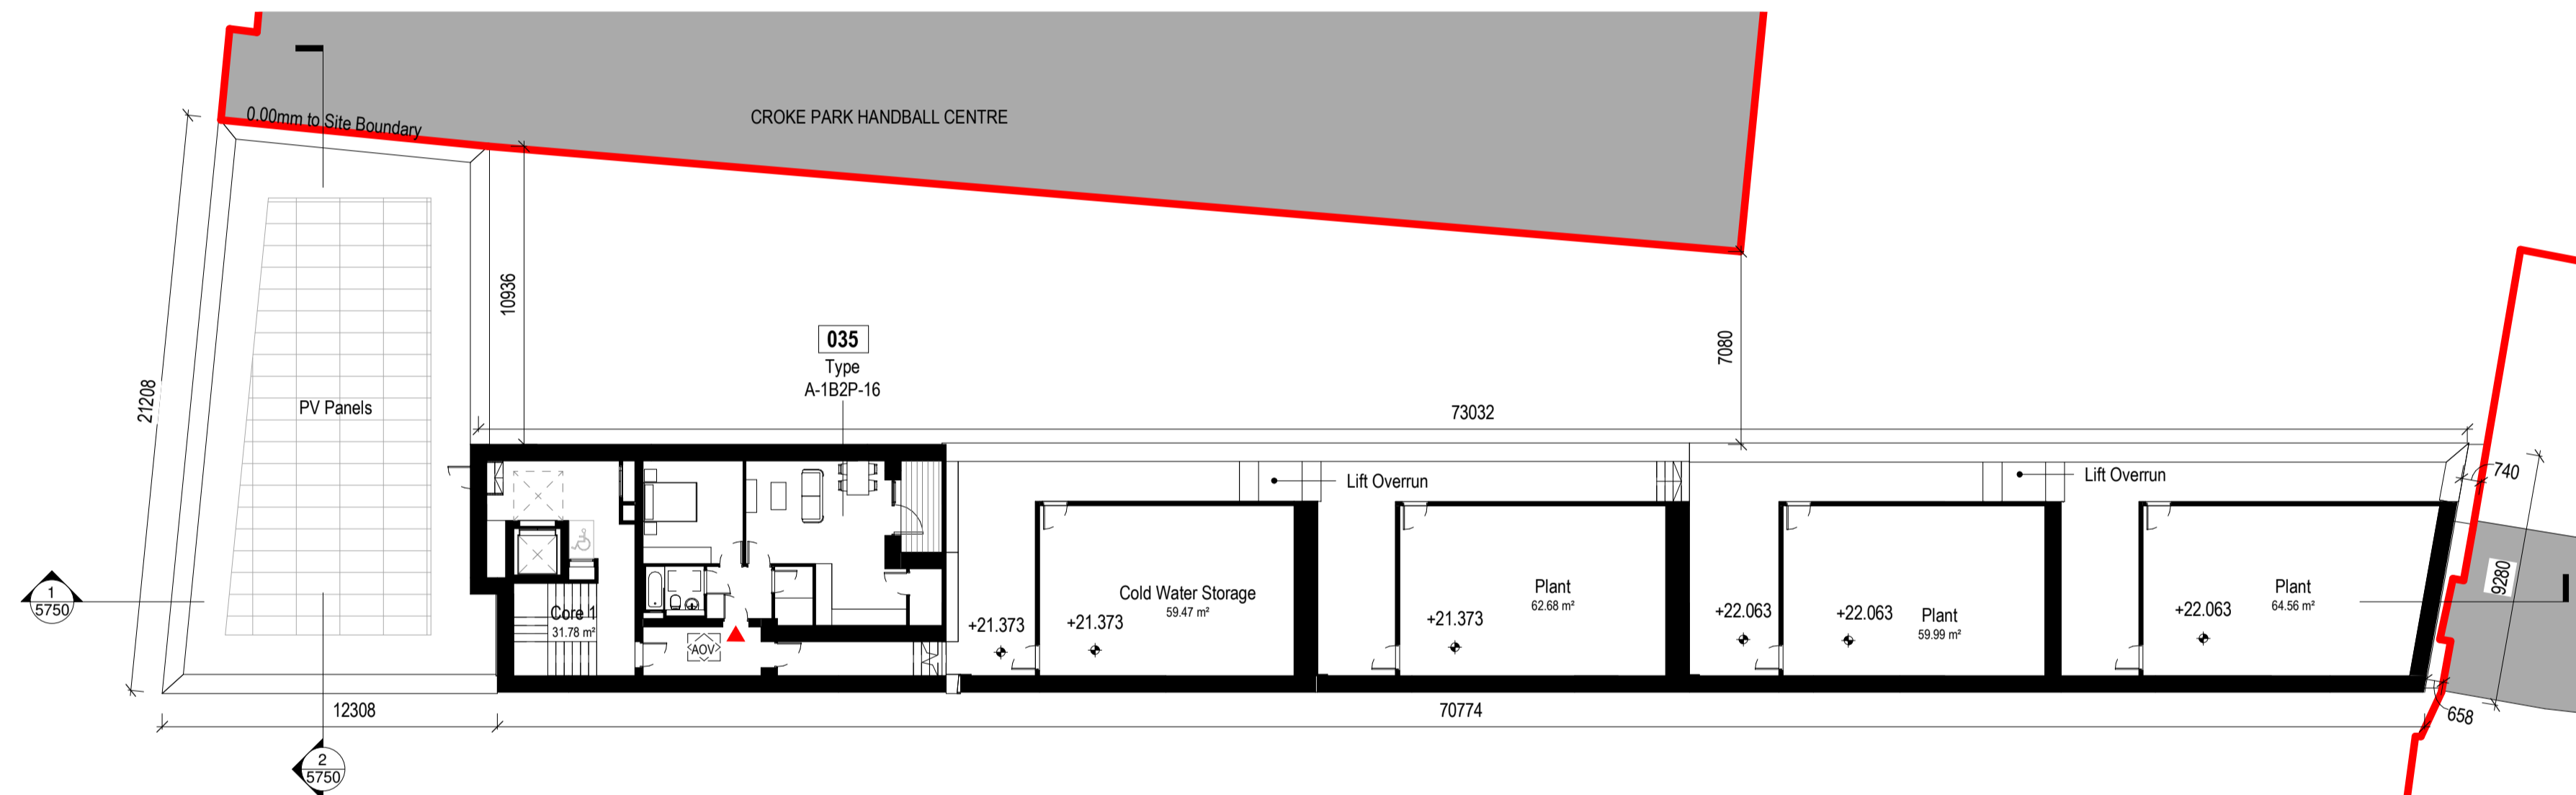 0.00mm to Site Boundary
CROKE PARK HANDBALL CENTRE
10936
21208
7080
035
Type
A-1B2P-16
PV Panels
73032
Lift Overrun
Lift Overrun
740
9280
Core 1
31.78 m²
AOV
Cold Water Storage
59.47 m²
+21.373
+21.373
Plant
62.68 m²
+21.373
+22.063
+22.063
Plant
59.99 m²
Plant
64.56 m²
+22.063
1
5750
12308
70774
658
2
5750